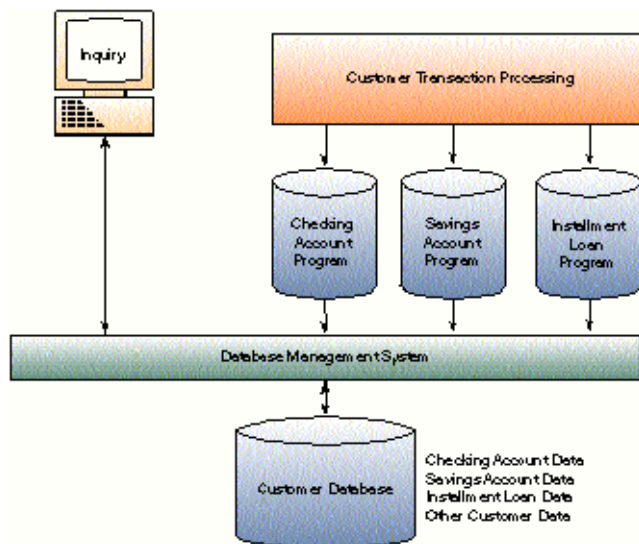 Inquiry
Customer Transaction Processing
Checking
Account
Program
Savings
Account
Program
Installment
Loan
Program
Database Management System
Customer Database
Checking Account Data
Savings Account Data
Installment Loan Data
Other Customer Data